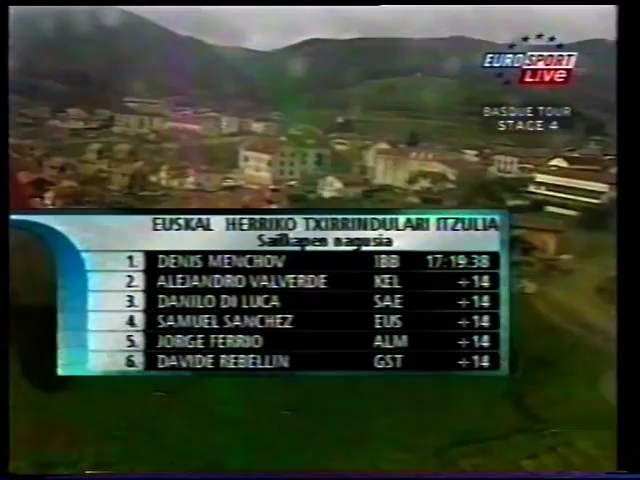 EUROSPORT
LIVE
BASQUE TOUR
STAGE 4
EUSKAL HERRIKO TXIRRINDULARI ITZULIA
Sailkapen nagusia
1. DENIS MENCHOV IBB 17:19:38
2. ALEJANDRO VALVERDE KEL +14
3. DANILO DI LUCA SAE +14
4. SAMUEL SANCHEZ EUS +14
5. JORGE FERRIO ALM +14
6. DAVIDE REBELLIN GST +14